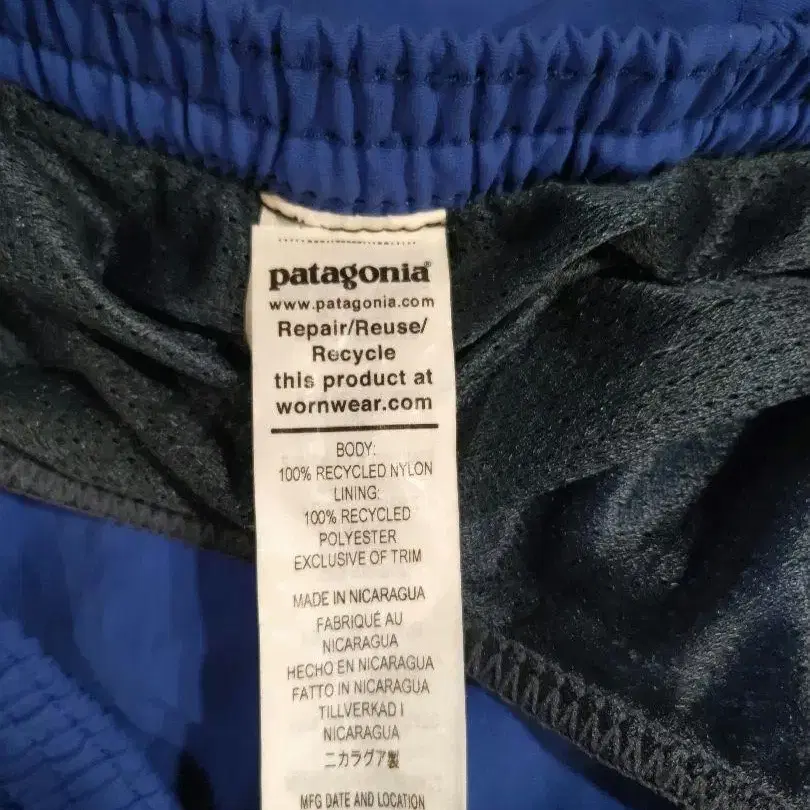 patagonia®
www.patagonia.com
Repair/Reuse/
Recycle
this product at
wornwear.com
BODY:
100% RECYCLED NYLON
LINING:
100% RECYCLED
POLYESTER
EXCLUSIVE OF TRIM
MADE IN NICARAGUA
FABRIQUÉ AU
NICARAGUA
HECHO EN NICARAGUA
FATTO IN NICARAGUA
TILLVERKAD I
NICARAGUA
ニカラグア製
MFG DATE AND LOCATION